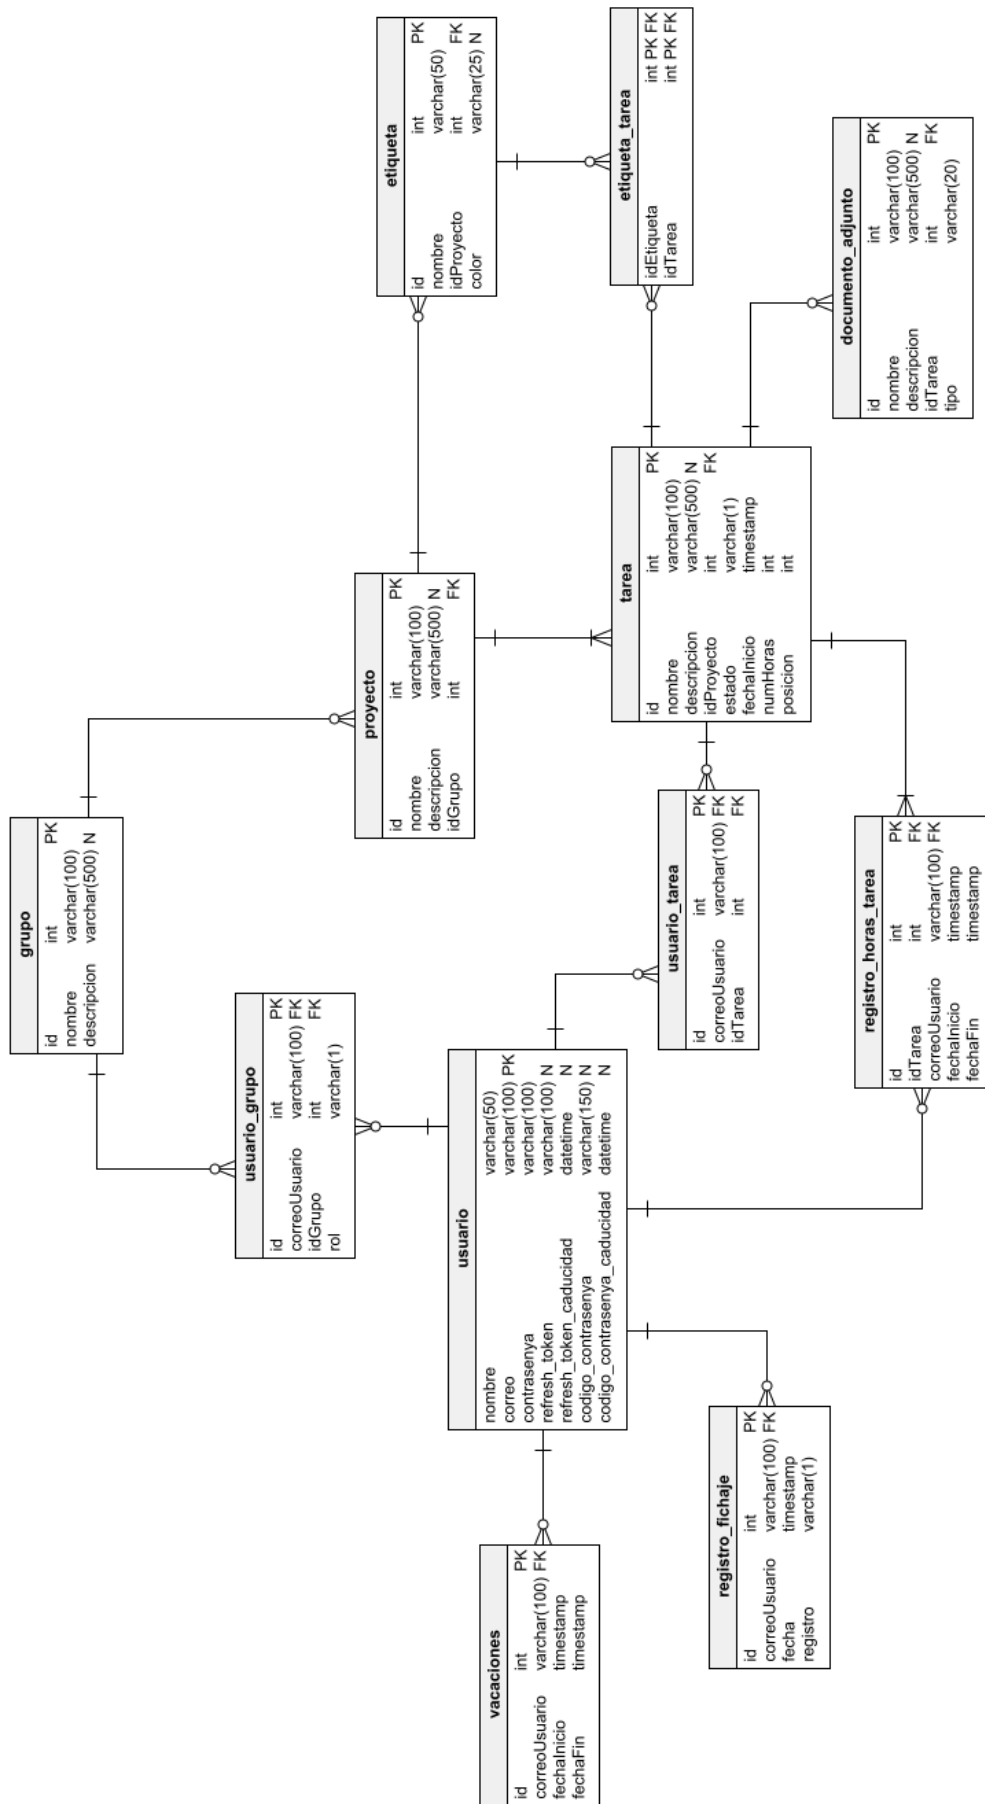 grupo
id int PK
nombre varchar(100)
descripcion varchar(500) N
usuario_grupo
id int PK
correoUsuario varchar(100) FK
idGrupo int FK
rol varchar(1)
proyecto
id int PK
nombre varchar(100)
descripcion varchar(500) N
idGrupo int FK
etiqueta
id int PK
nombre varchar(50)
idProyecto int FK
color varchar(25) N
vacaciones
id int PK
correoUsuario varchar(100) FK
fechaInicio timestamp
fechaFin timestamp
usuario
nombre varchar(50)
correo varchar(100) PK
contrasenya varchar(100)
refresh_token varchar(100) N
refresh_token_caducidad datetime N
codigo_contrasenya varchar(150) N
codigo_contrasenya_caducidad datetime N
usuario_tarea
id int PK
correoUsuario varchar(100) FK
idTarea int FK
tarea
id int PK
nombre varchar(100)
descripcion varchar(500) N
idProyecto int FK
estado varchar(1)
fechaInicio timestamp
numHoras int
posicion int
etiqueta_tarea
idEtiqueta int PK FK
idTarea int PK FK
registro_fichaje
id int PK
correoUsuario varchar(100) FK
fecha timestamp
registro varchar(1)
registro_horas_tarea
id int PK
idTarea int FK
correoUsuario varchar(100) FK
fechaInicio timestamp
fechaFin timestamp
documento_adjunto
id int PK
nombre varchar(100)
descripcion varchar(500) N
idTarea int FK
tipo varchar(20)